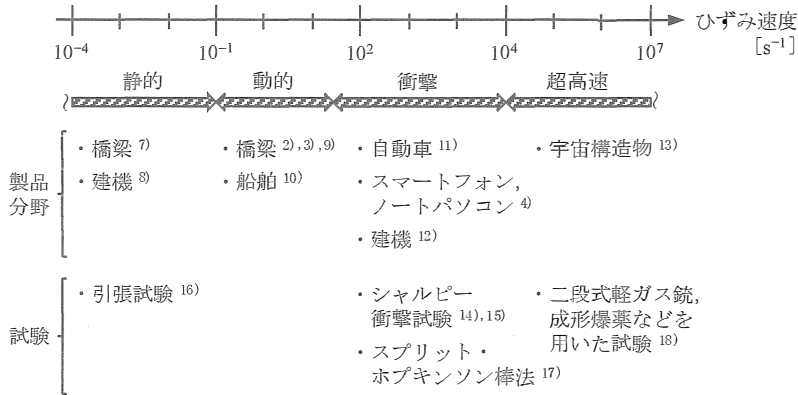 ひずみ速度
[s⁻¹]
10⁻⁴ 10⁻¹ 10² 10⁴ 10⁷
静的 動的 衝撃 超高速
製品
分野
・橋梁 7)
・建機 8)
・橋梁 2),3),9)
・船舶 10)
・自動車 11)
・スマートフォン,
ノートパソコン 4)
・建機 12)
・宇宙構造物 13)
試験
・引張試験 16)
・シャルピー
衝撃試験 14),15)
・スプリット・
ホプキンソン棒法 17)
・二段式軽ガス銃,
成形爆薬などを
用いた試験 18)